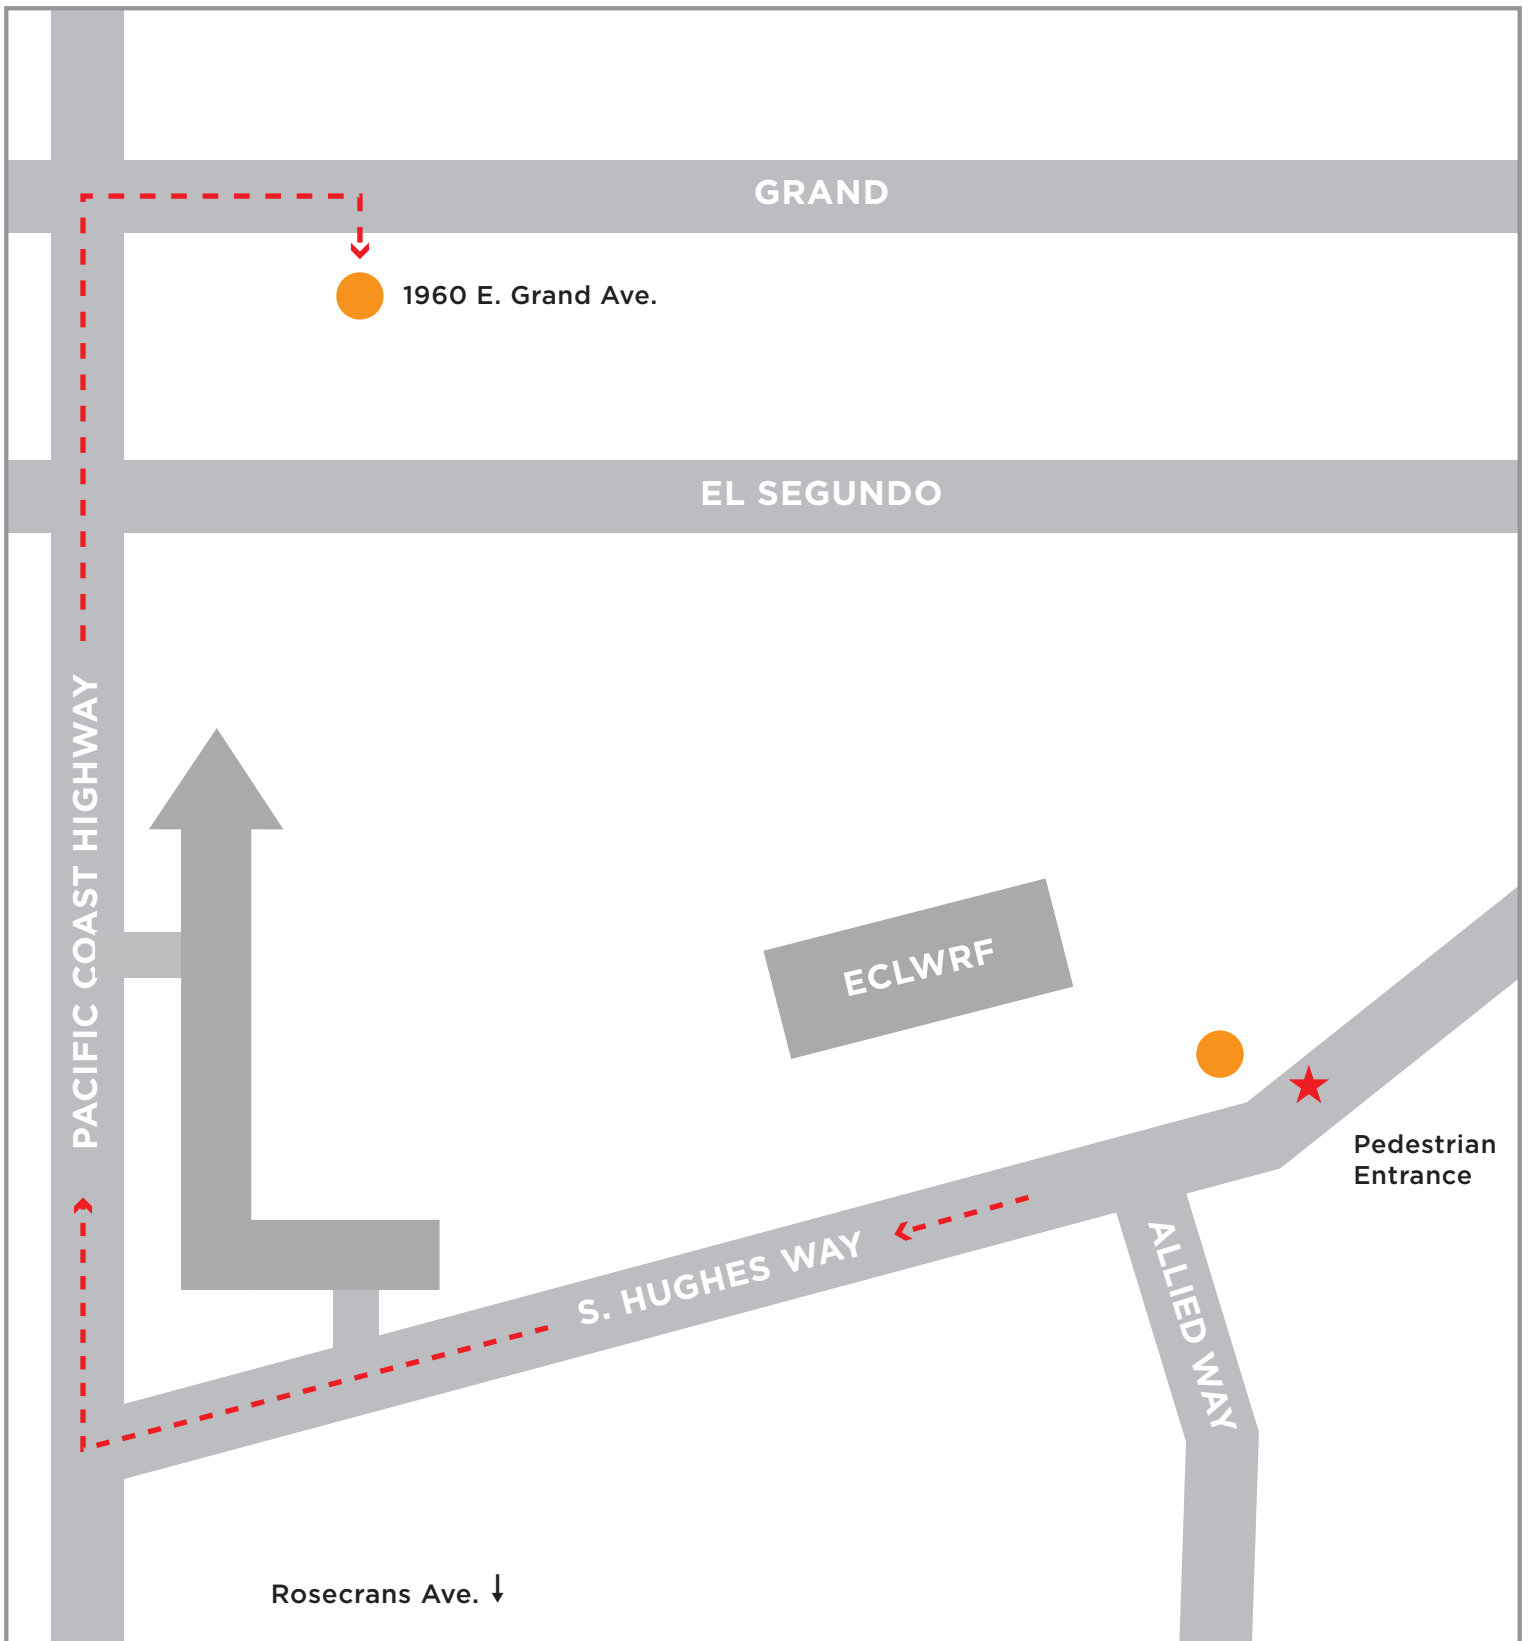 GRAND
1960 E. Grand Ave.
EL SEGUNDO
PACIFIC COAST HIGHWAY
ECLWRF
Pedestrian
Entrance
S. HUGHES WAY
ALLIED WAY
Rosecrans Ave.